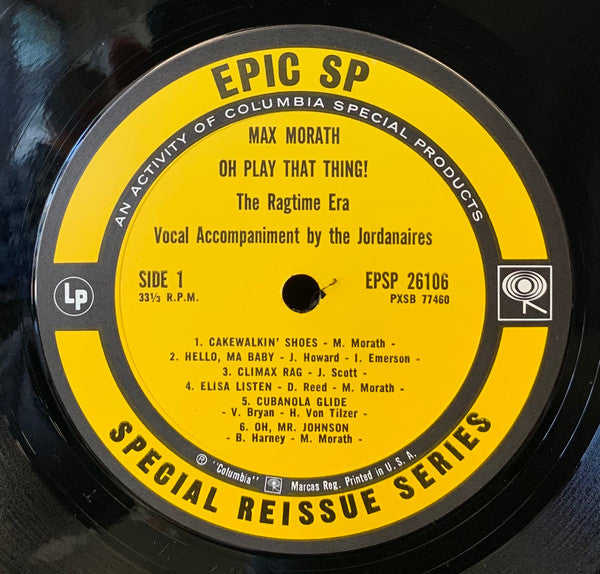 EPIC SP
AN ACTIVITY OF COLUMBIA SPECIAL PRODUCTS
MAX MORATH
OH PLAY THAT THING!
The Ragtime Era
Vocal Accompaniment by the Jordanaires
SIDE 1
33⅓ R.P.M.
EPSP 26106
PXSB 77460
Lp
1. CAKEWALKIN' SHOES - M. Morath -
2. HELLO, MA BABY - J. Howard - I. Emerson -
3. CLIMAX RAG - J. Scott -
4. ELISA LISTEN - D. Reed - M. Morath -
5. CUBANOLA GLIDE
- V. Bryan - H. Von Tilzer -
6. OH, MR. JOHNSON
- B. Harney - M. Morath -
® "Columbia" Marcas Reg. Printed in U.S.A.
SPECIAL REISSUE SERIES